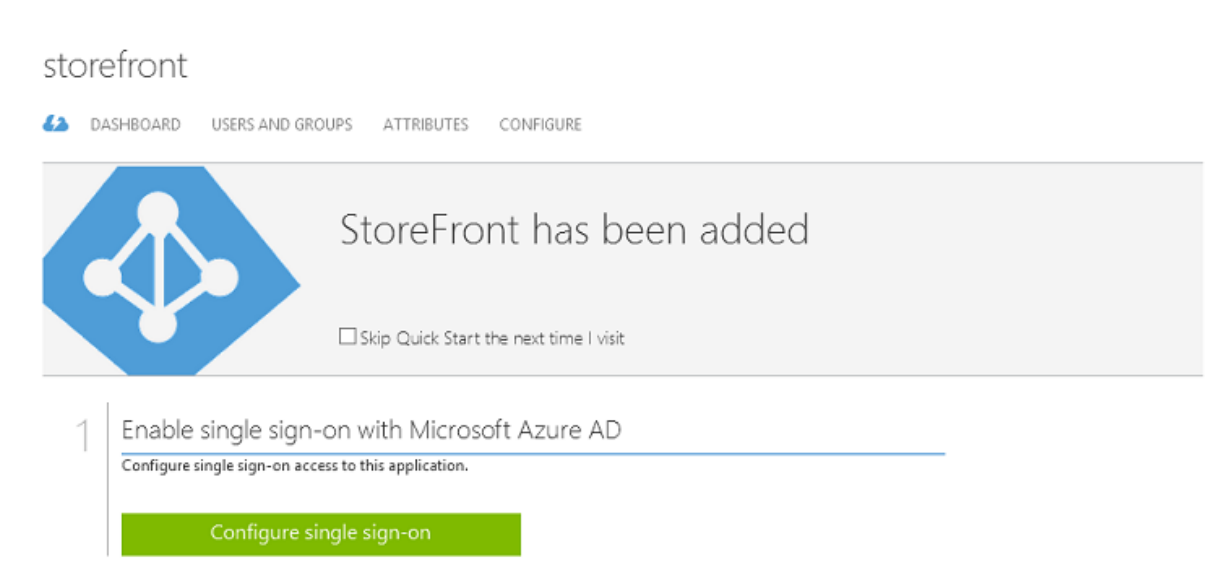 storefront
DASHBOARD USERS AND GROUPS ATTRIBUTES CONFIGURE
StoreFront has been added
Skip Quick Start the next time I visit
1 Enable single sign-on with Microsoft Azure AD
Configure single sign-on access to this application.
Configure single sign-on